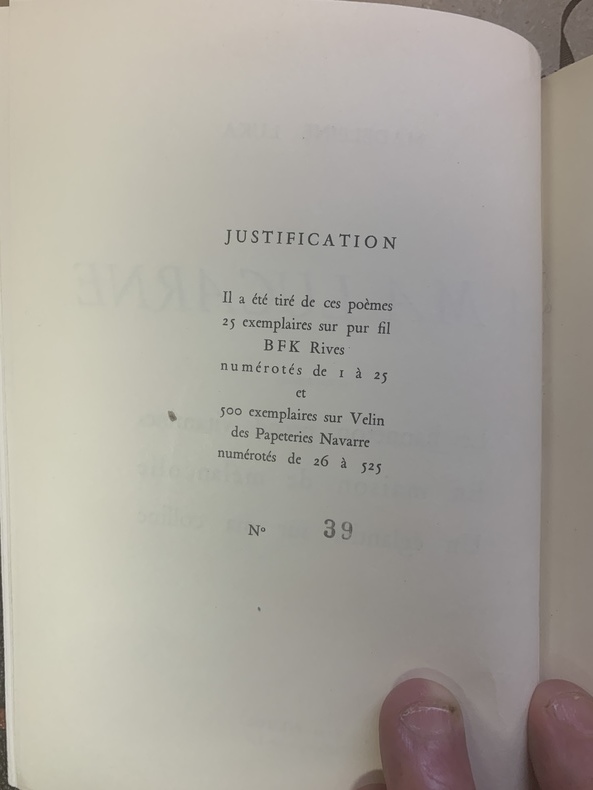 JUSTIFICATION
Il a été tiré de ces poèmes
25 exemplaires sur pur fil
BFK Rives
numérotés de 1 à 25
et
500 exemplaires sur Velin
des Papeteries Navarre
numérotés de 26 à 525
Nº 39